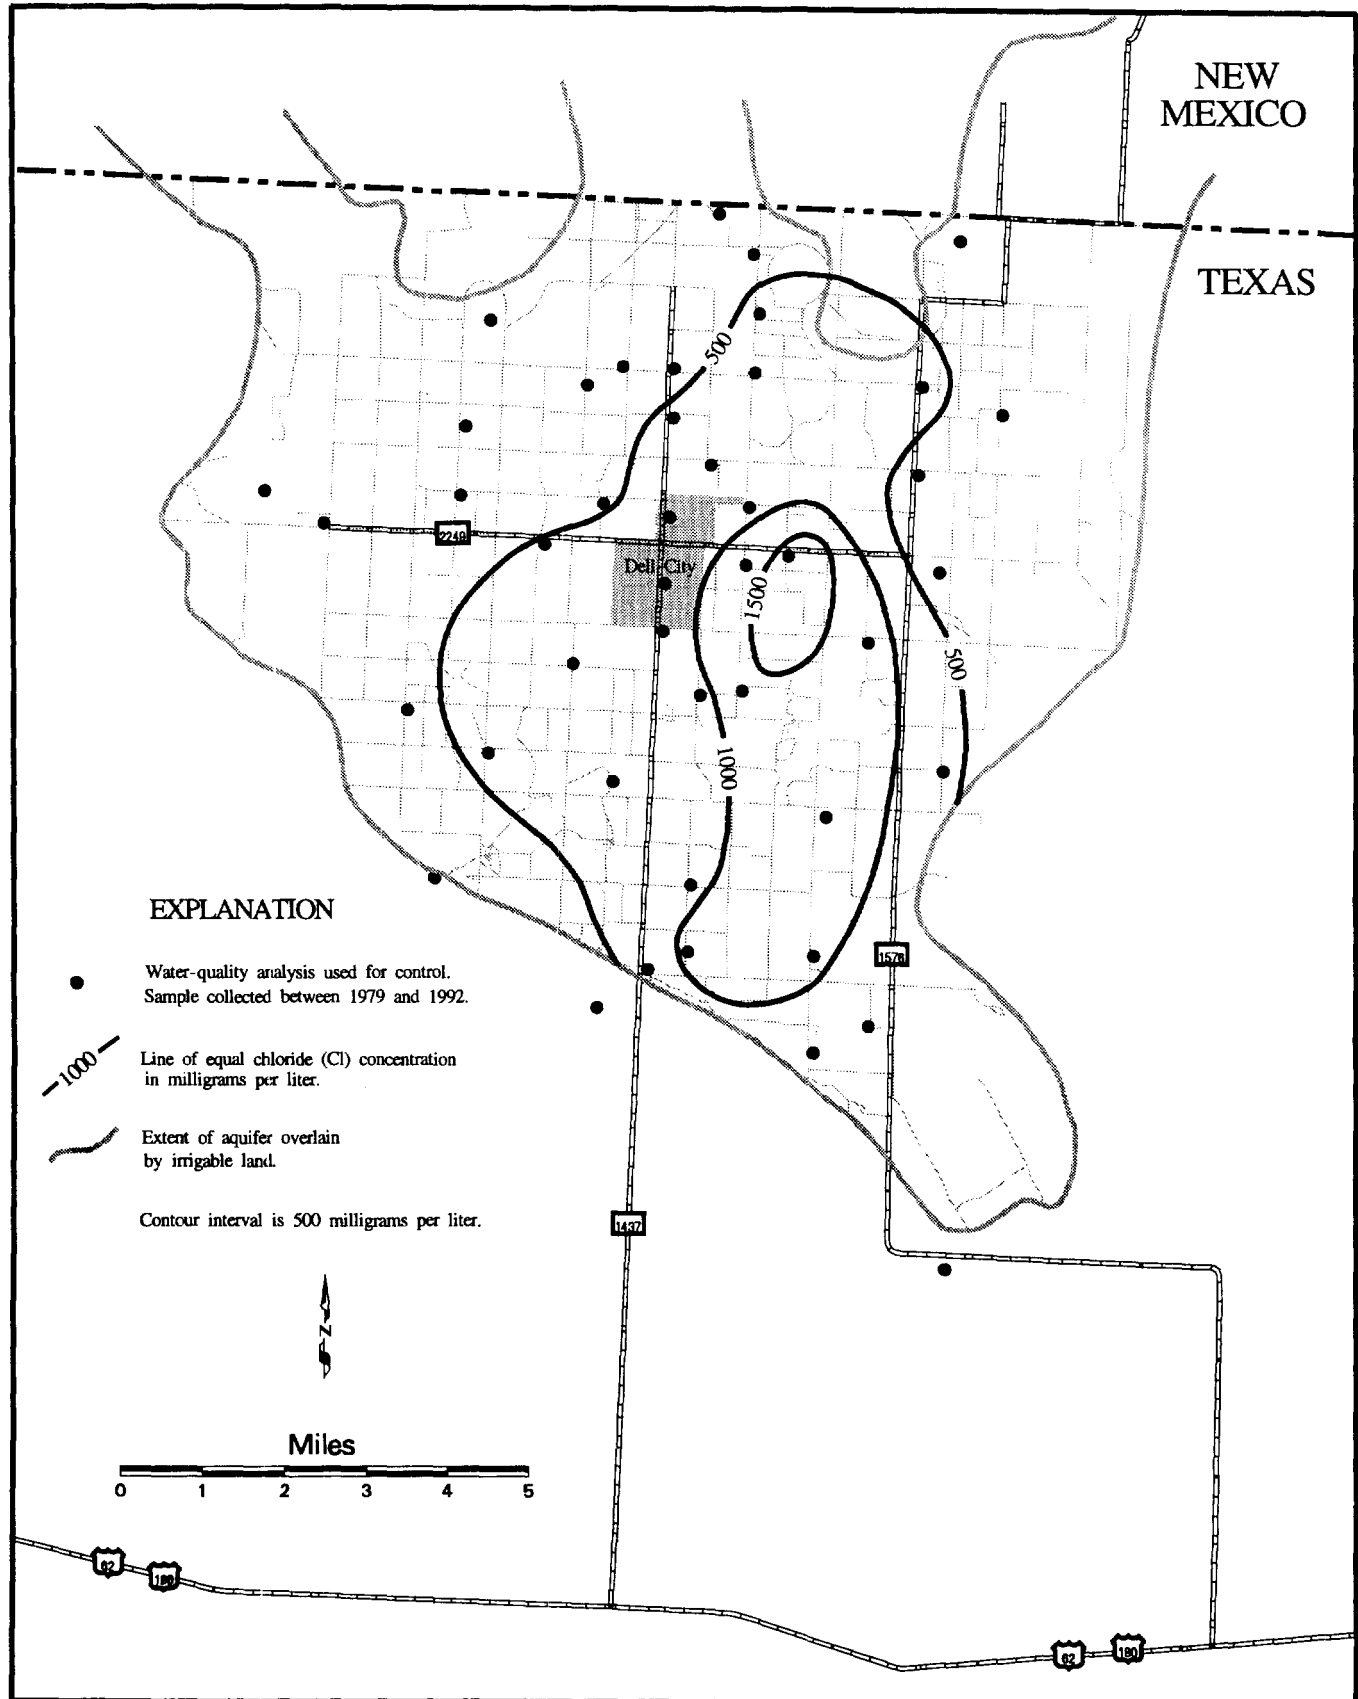 NEW
MEXICO
TEXAS
500
2249
Dell City
1500
500
1000
EXPLANATION
Water-quality analysis used for control.
Sample collected between 1979 and 1992.
1576
1000
Line of equal chloride (Cl) concentration
in milligrams per liter.
Extent of aquifer overlain
by irrigable land.
Contour interval is 500 milligrams per liter.
1437
N
Miles
0 1 2 3 4 5
62
180
62
180